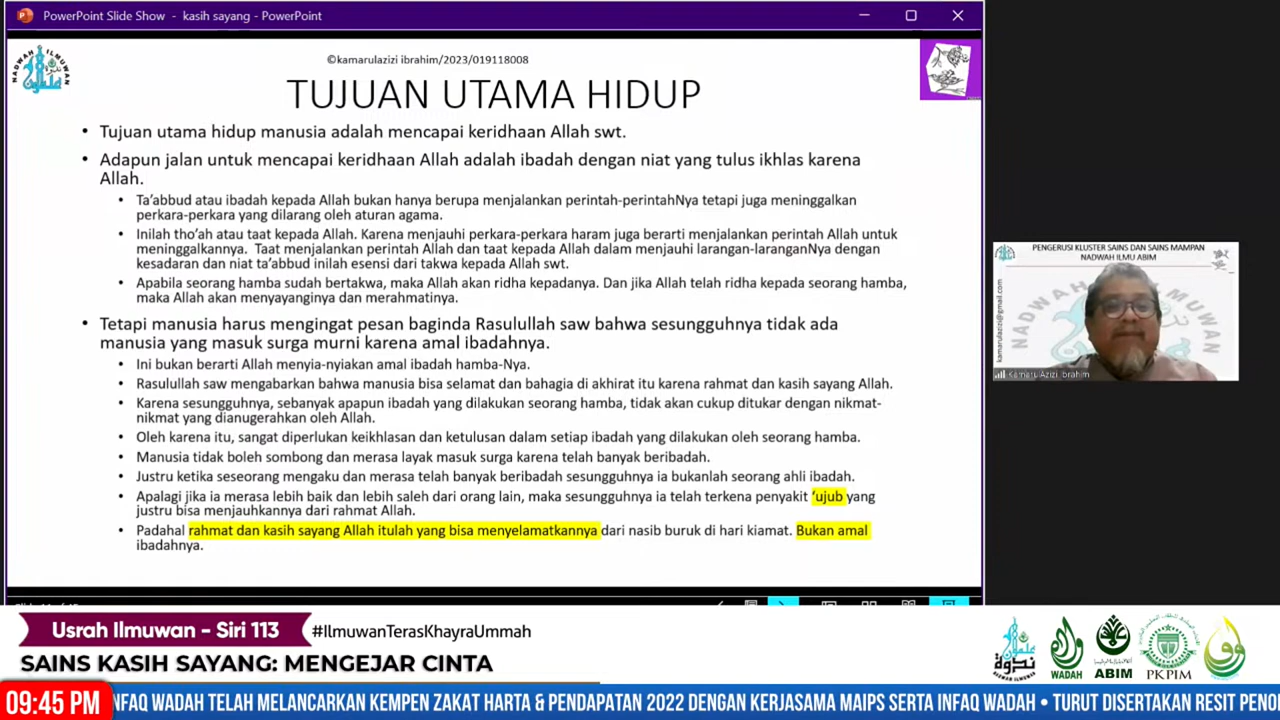 PowerPoint Slide Show - kasih sayang - PowerPoint
NADWAH ILMUWAN
©kamarulazizi ibrahim/2023/019118008
TUJUAN UTAMA HIDUP
• Tujuan utama hidup manusia adalah mencapai keridhaan Allah swt.
• Adapun jalan untuk mencapai keridhaan Allah adalah ibadah dengan niat yang tulus ikhlas karena
Allah.
• Ta’abbud atau ibadah kepada Allah bukan hanya berupa menjalankan perintah-perintahNya tetapi juga meninggalkan
perkara-perkara yang dilarang oleh aturan agama.
• Inilah tho’ah atau taat kepada Allah. Karena menjauhi perkara-perkara haram juga berarti menjalankan perintah Allah untuk
meninggalkannya. Taat menjalankan perintah Allah dan taat kepada Allah dalam menjauhi larangan-laranganNya dengan
kesadaran dan niat ta’abbud inilah esensi dari takwa kepada Allah swt.
• Apabila seorang hamba sudah bertakwa, maka Allah akan ridha kepadanya. Dan jika Allah telah ridha kepada seorang hamba,
maka Allah akan menyayanginya dan merahmatinya.
• Tetapi manusia harus mengingat pesan baginda Rasulullah saw bahwa sesungguhnya tidak ada
manusia yang masuk surga murni karena amal ibadahnya.
• Ini bukan berarti Allah menyia-nyiakan amal ibadah hamba-Nya.
• Rasulullah saw mengabarkan bahwa manusia bisa selamat dan bahagia di akhirat itu karena rahmat dan kasih sayang Allah.
• Karena sesungguhnya, sebanyak apapun ibadah yang dilakukan seorang hamba, tidak akan cukup ditukar dengan nikmat-
nikmat yang dianugerahkan oleh Allah.
• Oleh karena itu, sangat diperlukan keikhlasan dan ketulusan dalam setiap ibadah yang dilakukan oleh seorang hamba.
• Manusia tidak boleh sombong dan merasa layak masuk surga karena telah banyak beribadah.
• Justru ketika seseorang mengaku dan merasa telah banyak beribadah sesungguhnya ia bukanlah seorang ahli ibadah.
• Apalagi jika ia merasa lebih baik dan lebih saleh dari orang lain, maka sesungguhnya ia telah terkena penyakit ‘ujub yang
justru bisa menjauhkannya dari rahmat Allah.
• Padahal rahmat dan kasih sayang Allah itulah yang bisa menyelamatkannya dari nasib buruk di hari kiamat. Bukan amal
ibadahnya.
PENGERUSI KLUSTER SAINS DAN SAINS MAMPAN
NADWAH ILMU ABIM
kamarulazizi@gmail.com
NADWAH ILMUWAN
Kamarul Azizi Ibrahim
Usrah Ilmuwan - Siri 113
#IlmuwanTerasKhayraUmmah
SAINS KASIH SAYANG: MENGEJAR CINTA
WADAH
ABIM
PKPIM
09:45 PM
INFAQ WADAH TELAH MELANCARKAN KEMPEN ZAKAT HARTA & PENDAPATAN 2022 DENGAN KERJASAMA MAIPS SERTA INFAQ WADAH • TURUT DISERTAKAN RESIT